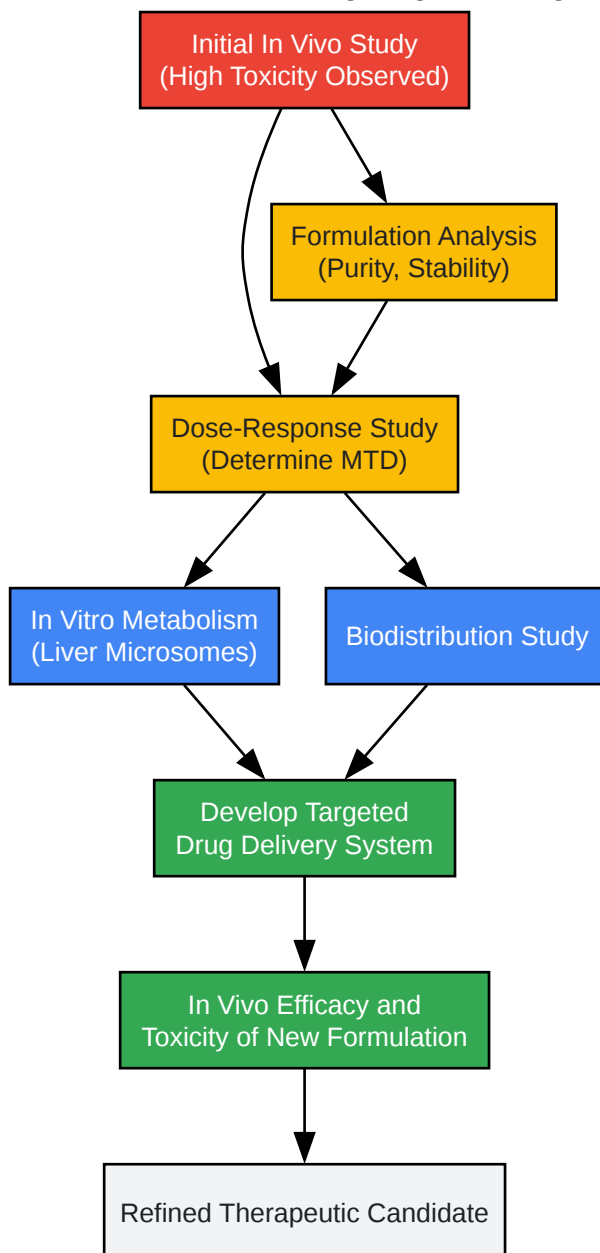 Initial In Vivo Study
(High Toxicity Observed)
Formulation Analysis
(Purity, Stability)
Dose-Response Study
(Determine MTD)
In Vitro Metabolism
(Liver Microsomes)
Biodistribution Study
Develop Targeted
Drug Delivery System
In Vivo Efficacy and
Toxicity of New Formulation
Refined Therapeutic Candidate